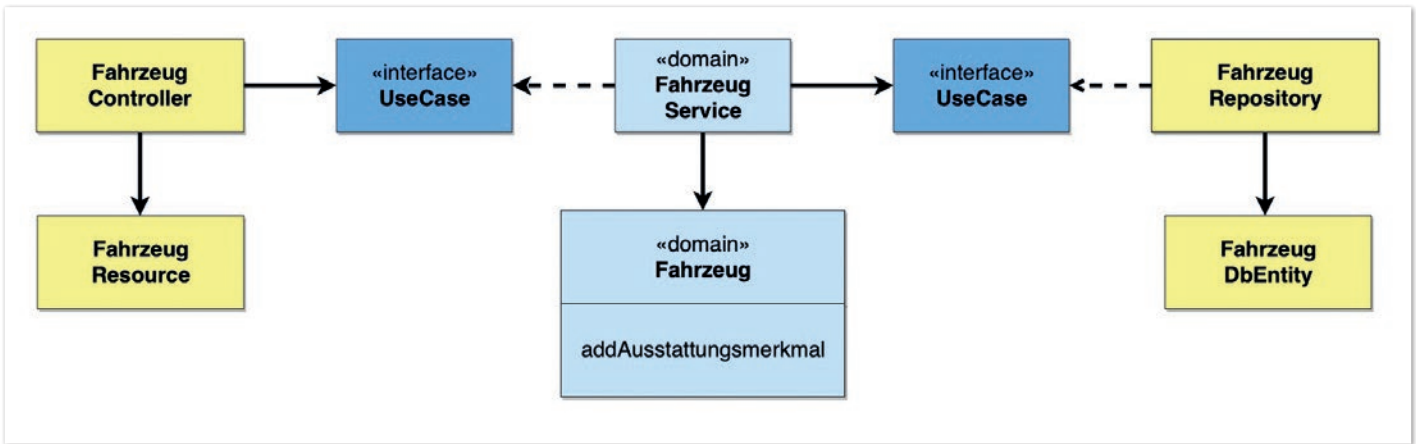 Fahrzeug
Controller
«interface»
UseCase
«domain»
Fahrzeug
Service
«interface»
UseCase
Fahrzeug
Repository
Fahrzeug
Resource
«domain»
Fahrzeug
addAusstattungsmerkmal
Fahrzeug
DbEntity